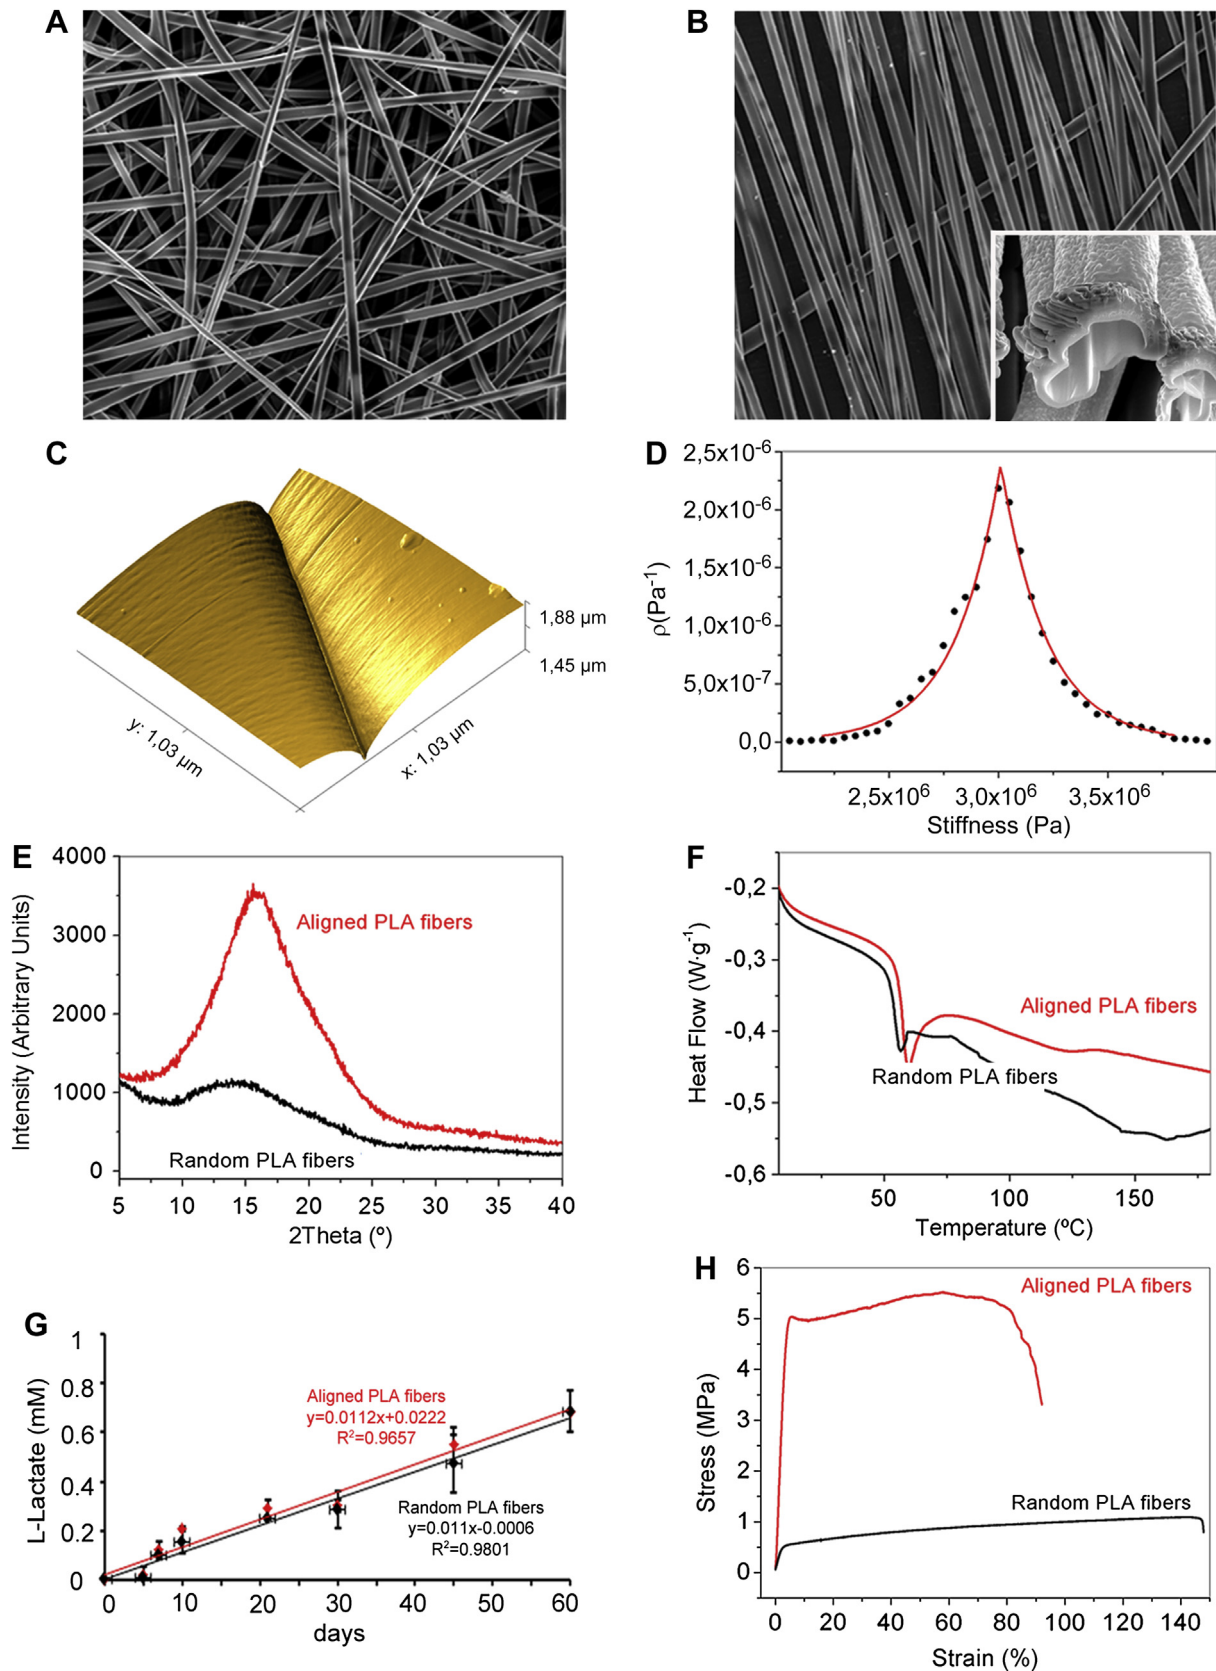 A
B
C
1,88 µm
1,45 µm
y: 1,03 µm
x: 1,03 µm
D
2,5x10⁻⁶
2,0x10⁻⁶
1,5x10⁻⁶
1,0x10⁻⁶
5,0x10⁻⁷
0,0
ρ(Pa⁻¹)
2,5x10⁶ 3,0x10⁶ 3,5x10⁶
Stiffness (Pa)
E
4000
3000
2000
1000
0
Intensity (Arbitrary Units)
Aligned PLA fibers
Random PLA fibers
5 10 15 20 25 30 35 40
2Theta (º)
F
-0,2
-0,3
-0,4
-0,5
-0,6
Heat Flow (W·g⁻¹)
Aligned PLA fibers
Random PLA fibers
50 100 150
Temperature (ºC)
G
1
0.8
0.6
0.4
0.2
0
L-Lactate (mM)
Aligned PLA fibers
y=0.0112x+0.0222
R²=0.9657
Random PLA fibers
y=0.011x-0.0006
R²=0.9801
0 10 20 30 40 50 60
days
H
6
5
4
3
2
1
0
Stress (MPa)
Aligned PLA fibers
Random PLA fibers
0 20 40 60 80 100 120 140
Strain (%)